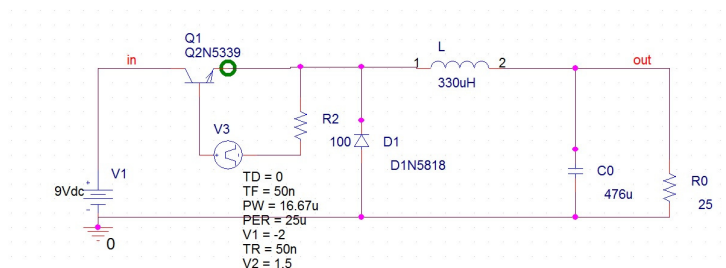 Q1
Q2N5339
in
L
1
2
330uH
out
V3
R2
100
D1
D1N5818
V1
9Vdc
0
TD = 0
TF = 50n
PW = 16.67u
PER = 25u
V1 = -2
TR = 50n
V2 = 1.5
C0
476u
R0
25